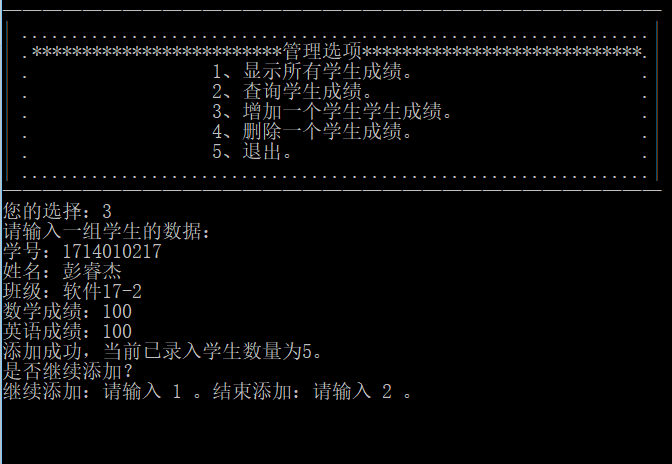 **************************管理选项****************************
1、显示所有学生成绩。
2、查询学生成绩。
3、增加一个学生学生成绩。
4、删除一个学生成绩。
5、退出。
您的选择：3
请输入一组学生的数据：
学号：1714010217
姓名：彭睿杰
班级：软件17-2
数学成绩：100
英语成绩：100
添加成功，当前已录入学生数量为5。
是否继续添加？
继续添加：请输入 1 。结束添加：请输入 2 。